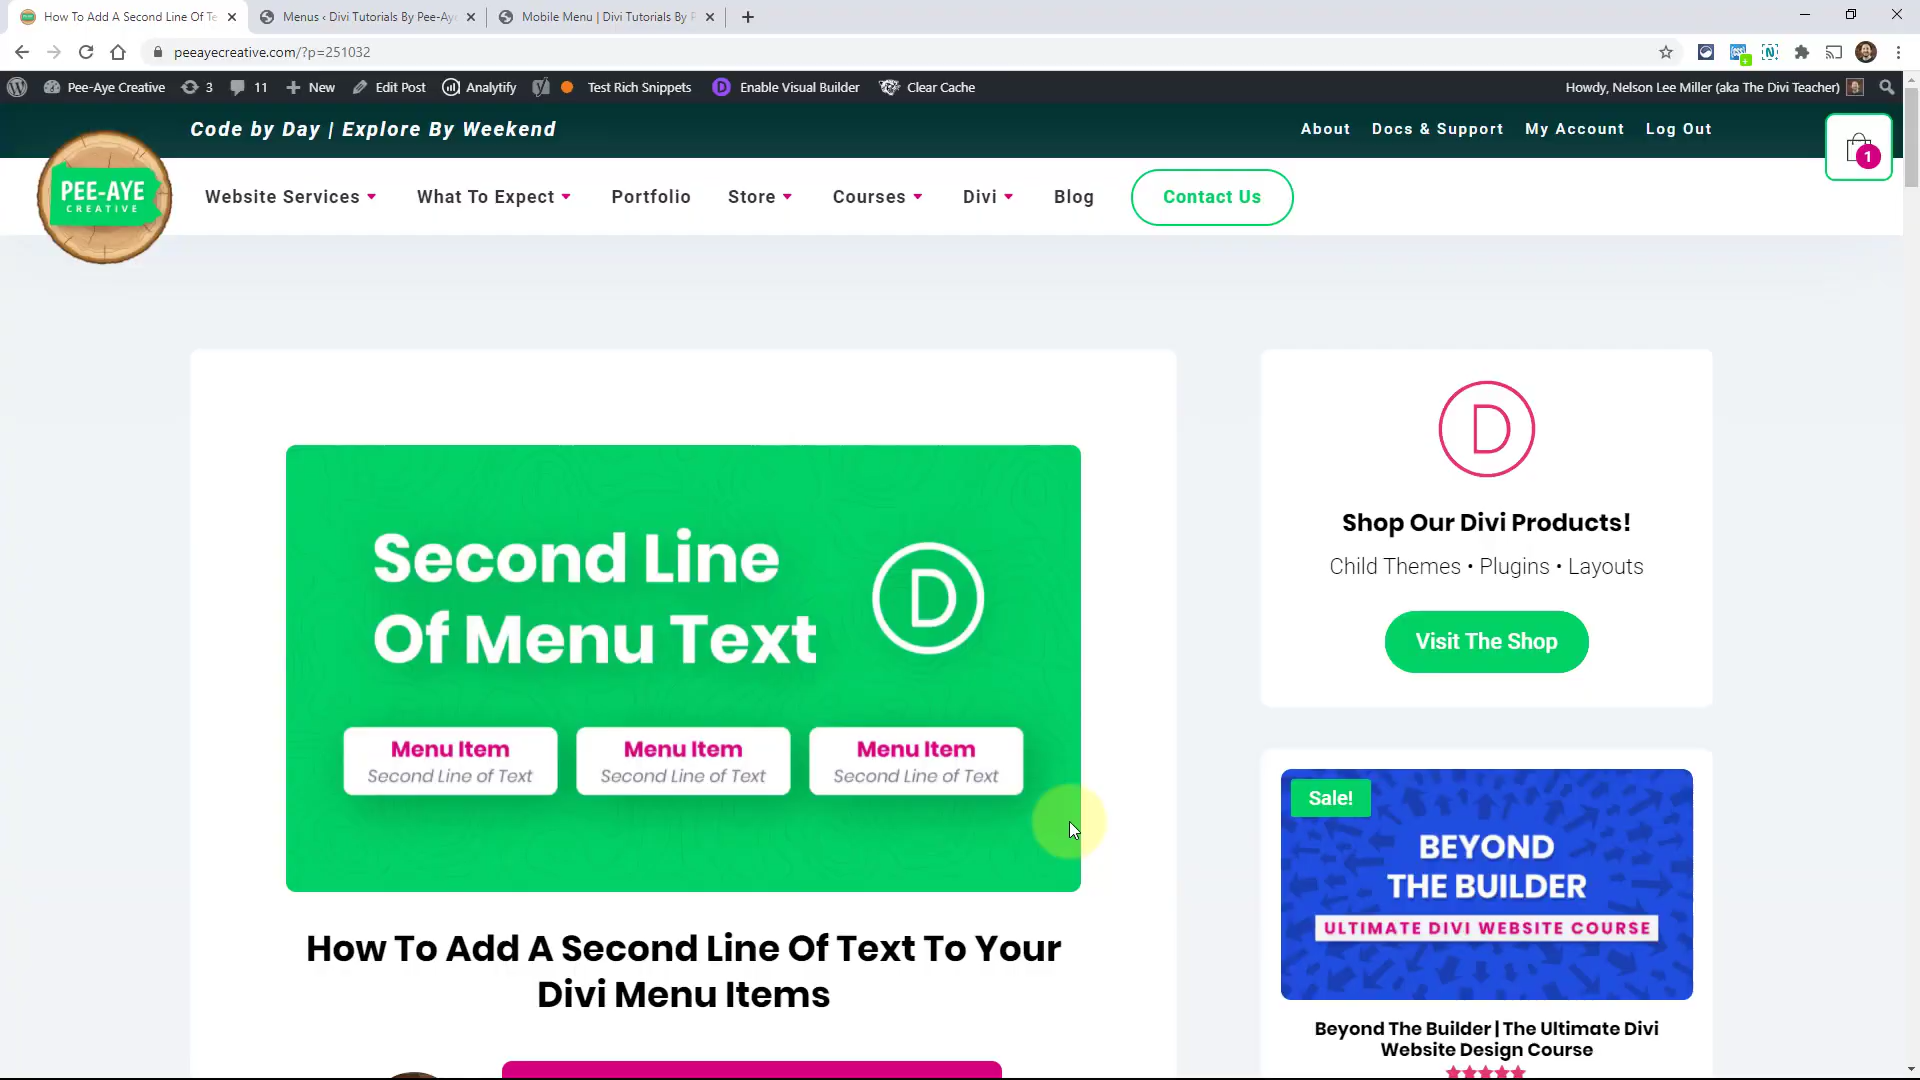 How To Add A Second Line Of Te
Menus ‹ Divi Tutorials By Pee-Aye
Mobile Menu | Divi Tutorials By P
peeayecreative.com/?p=251032
Pee-Aye Creative
3
11
New
Edit Post
Analytify
Test Rich Snippets
Enable Visual Builder
Clear Cache
Howdy, Nelson Lee Miller (aka The Divi Teacher)
Code by Day | Explore By Weekend
About
Docs & Support
My Account
Log Out
1
PEE-AYE
CREATIVE
Website Services
What To Expect
Portfolio
Store
Courses
Divi
Blog
Contact Us
Second Line
Of Menu Text
D
Menu Item
Second Line of Text
Menu Item
Second Line of Text
Menu Item
Second Line of Text
How To Add A Second Line Of Text To Your
Divi Menu Items
D
Shop Our Divi Products!
Child Themes • Plugins • Layouts
Visit The Shop
Sale!
BEYOND
THE BUILDER
ULTIMATE DIVI WEBSITE COURSE
Beyond The Builder | The Ultimate Divi
Website Design Course